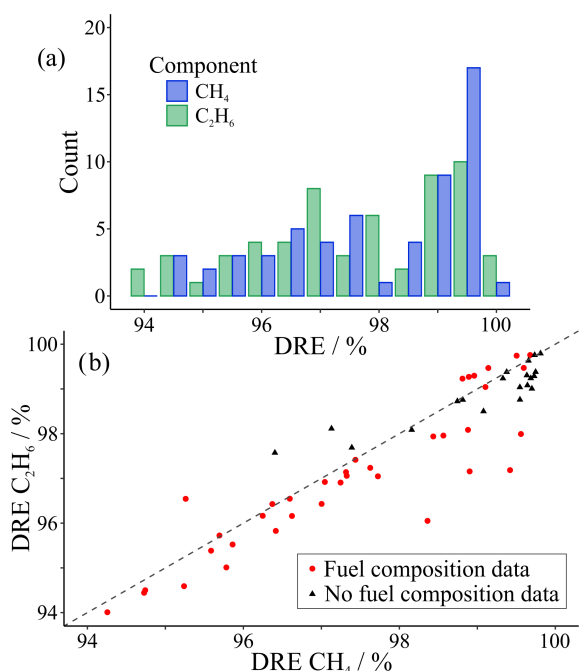 20
(a)
Component
CH₄
C₂H₆
15
10
5
0
Count
94 96 98 100
DRE / %
(b)
100
98
96
94
DRE C₂H₆ / %
Fuel composition data
No fuel composition data
94 96 98 100
DRE CH₄ / %